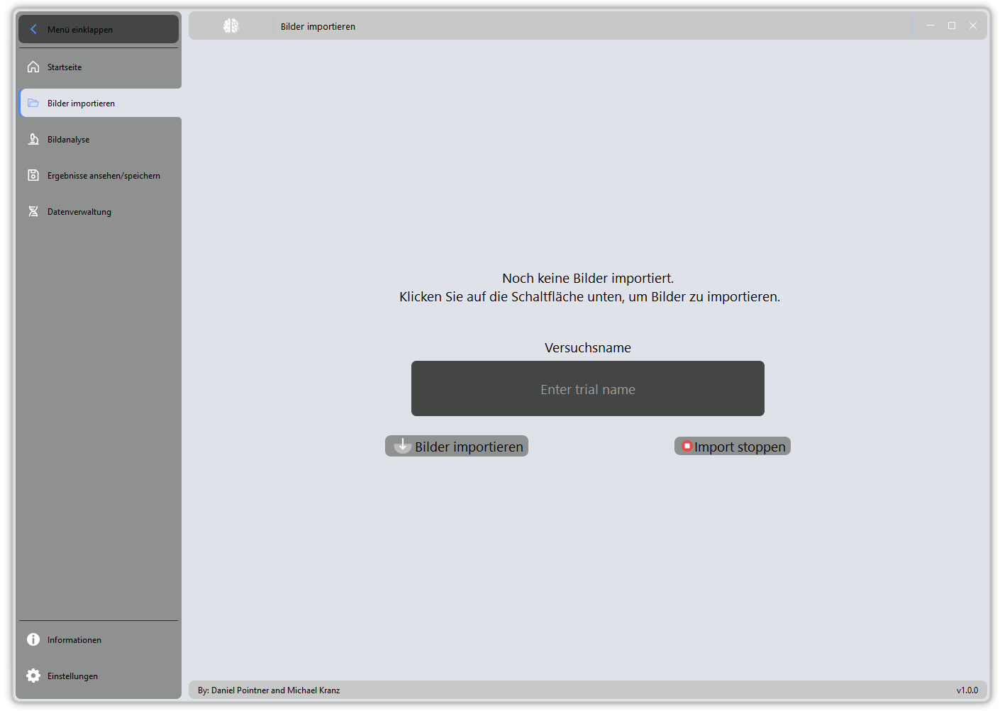 Menü einklappen
Startseite
Bilder importieren
Bildanalyse
Ergebnisse ansehen/speichern
Datenverwaltung
Informationen
Einstellungen
Bilder importieren
Noch keine Bilder importiert.
Klicken Sie auf die Schaltfläche unten, um Bilder zu importieren.
Versuchsname
Enter trial name
Bilder importieren
Import stoppen
By: Daniel Pointner and Michael Kranz
v1.0.0